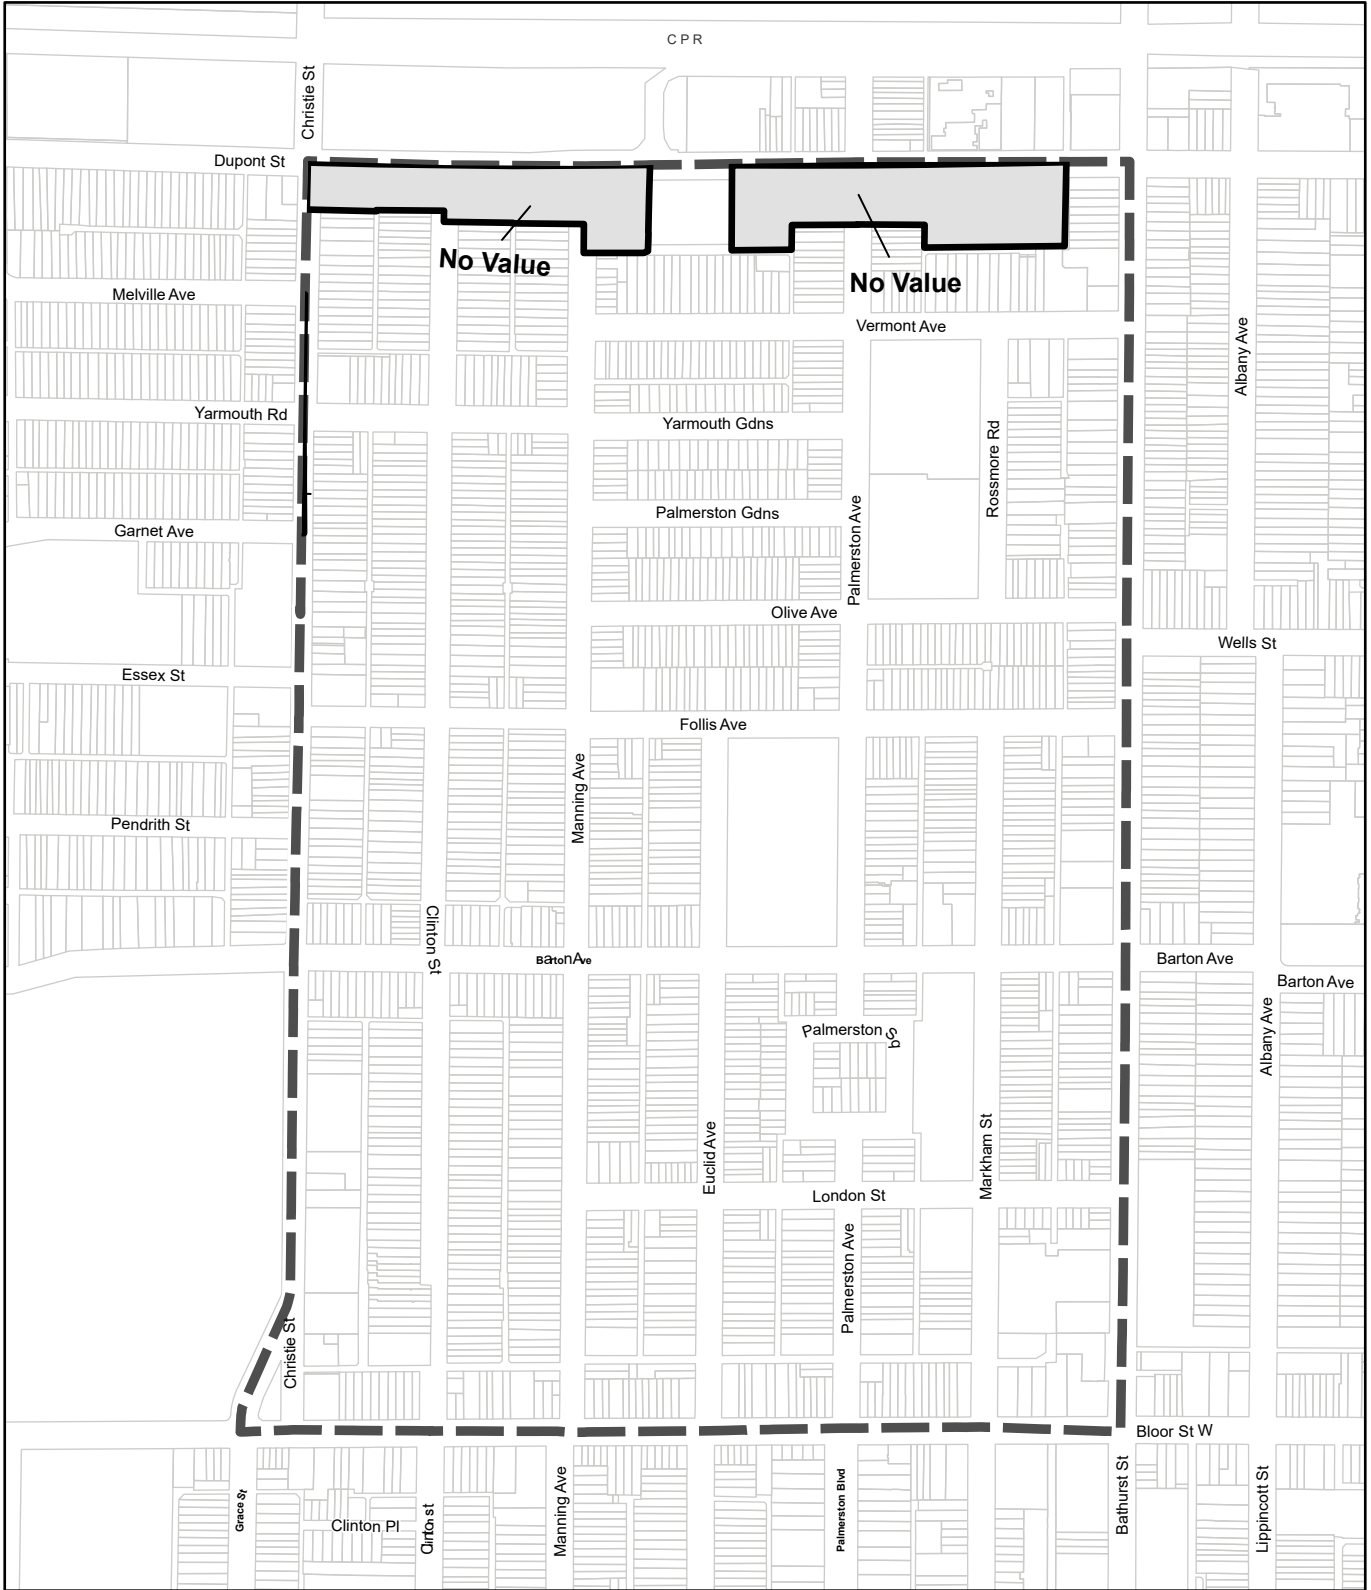 C P R
Christie St
Dupont St
No Value
No Value
Melville Ave
Vermont Ave
Albany Ave
Yarmouth Rd
Yarmouth Gdns
Rossmore Rd
Palmerston Gdns
Garnet Ave
Palmerston Ave
Olive Ave
Wells St
Essex St
Follis Ave
Manning Ave
Pendrith St
Clinton St
Barton Ave
Barton Ave
Barton Ave
Palmerston Sq
Albany Ave
Euclid Ave
Markham St
London St
Palmerston Ave
Christie St
Bloor St W
Grace St
Clinton Pl
Clinton st
Manning Ave
Palmerston Blvd
Bathurst St
Lippincott St